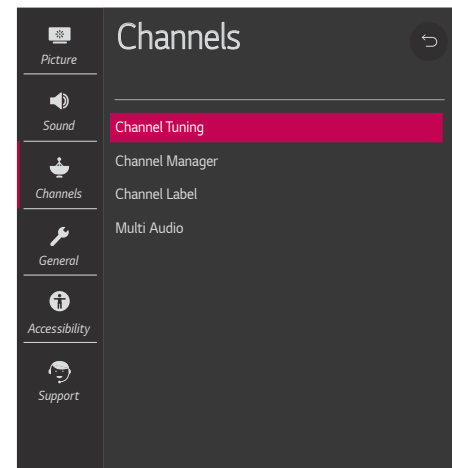 Picture
Sound
Channels
General
Accessibility
Support
Channels
Channel Tuning
Channel Manager
Channel Label
Multi Audio